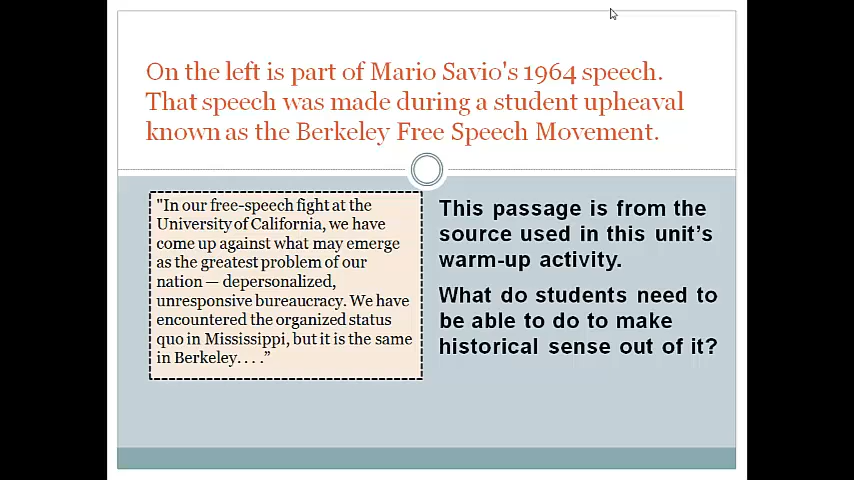 On the left is part of Mario Savio's 1964 speech.
That speech was made during a student upheaval
known as the Berkeley Free Speech Movement.
"In our free-speech fight at the
University of California, we have
come up against what may emerge
as the greatest problem of our
nation — depersonalized,
unresponsive bureaucracy. We have
encountered the organized status
quo in Mississippi, but it is the same
in Berkeley. . . .”
This passage is from the
source used in this unit’s
warm-up activity.
What do students need to
be able to do to make
historical sense out of it?